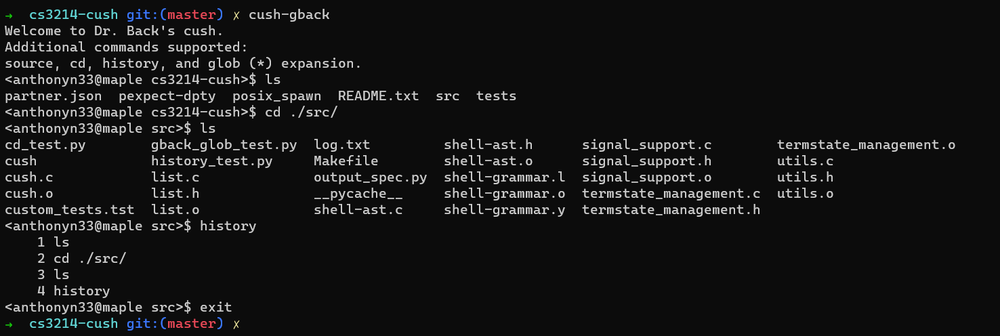 →  cs3214-cush git:(master) ✗ cush-gback
Welcome to Dr. Back's cush.
Additional commands supported:
source, cd, history, and glob (*) expansion.
<anthonyn33@maple cs3214-cush>$ ls
partner.json  pexpect-dpty  posix_spawn  README.txt  src  tests
<anthonyn33@maple cs3214-cush>$ cd ./src/
<anthonyn33@maple src>$ ls
cd_test.py        gback_glob_test.py  log.txt         shell-ast.h      signal_support.c        termstate_management.o
cush              history_test.py     Makefile        shell-ast.o      signal_support.h        utils.c
cush.c            list.c              output_spec.py  shell-grammar.l  signal_support.o        utils.h
cush.o            list.h              __pycache__     shell-grammar.o  termstate_management.c  utils.o
custom_tests.tst  list.o              shell-ast.c     shell-grammar.y  termstate_management.h
<anthonyn33@maple src>$ history
    1 ls
    2 cd ./src/
    3 ls
    4 history
<anthonyn33@maple src>$ exit
→  cs3214-cush git:(master) ✗